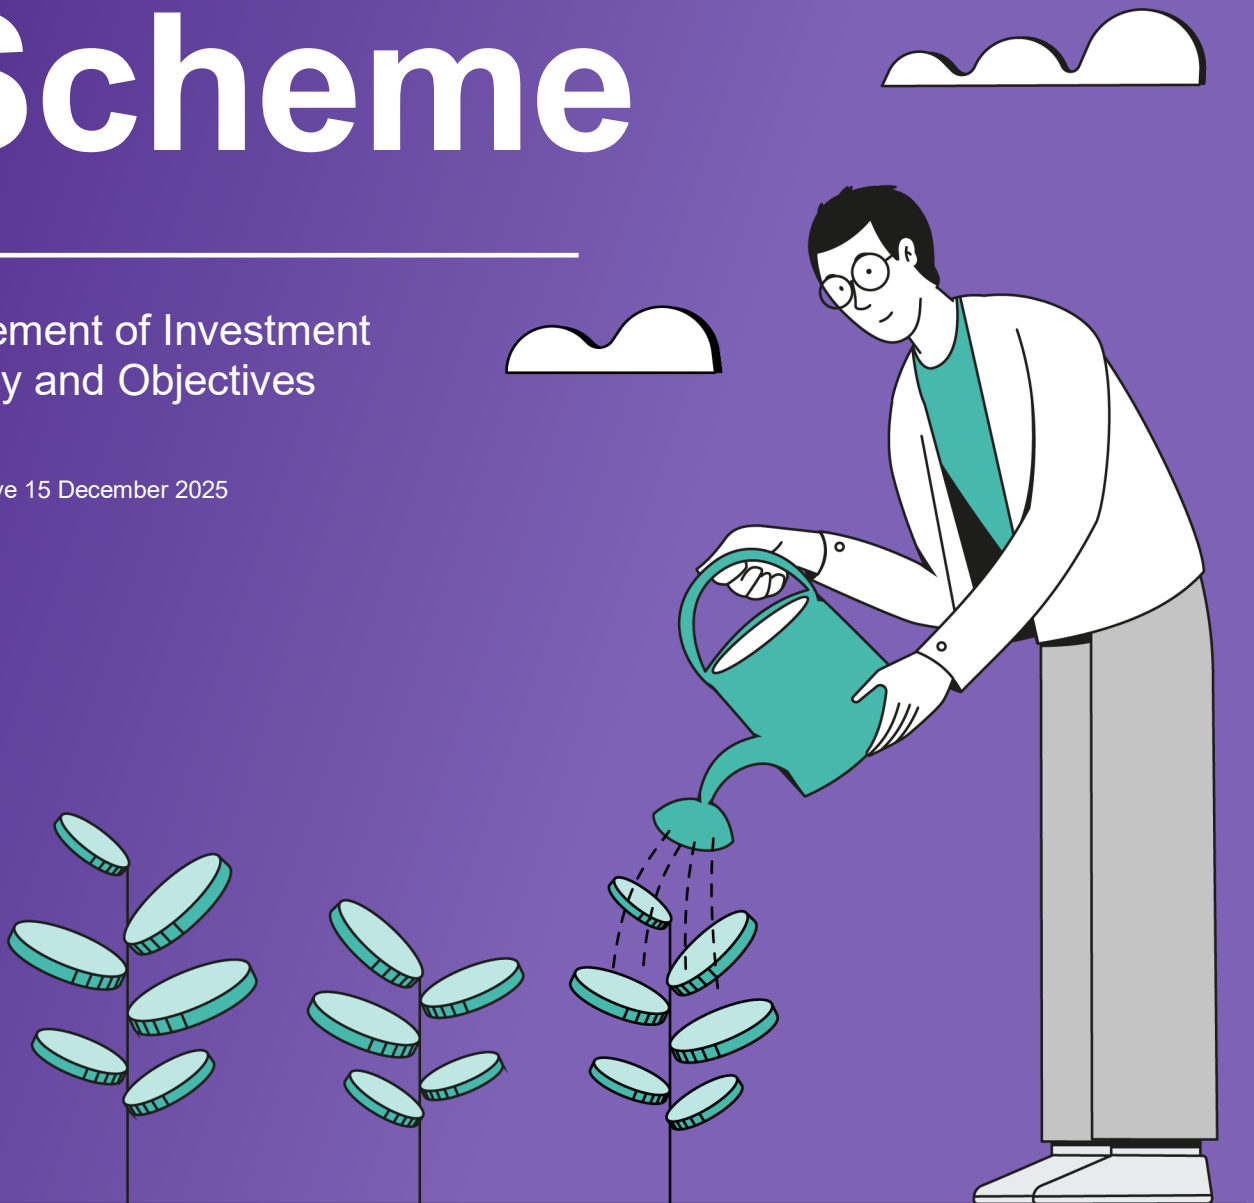 Scheme
ement of Investment
y and Objectives
ve 15 December 2025